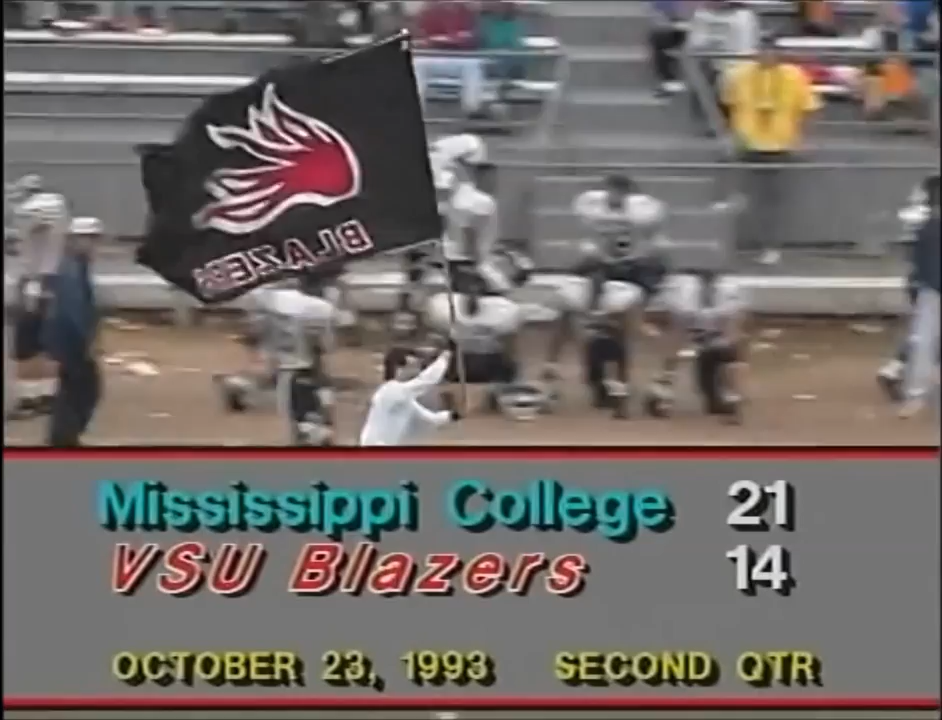 BLAZERS
Mississippi College 21
VSU Blazers 14
OCTOBER 23, 1993 SECOND QTR